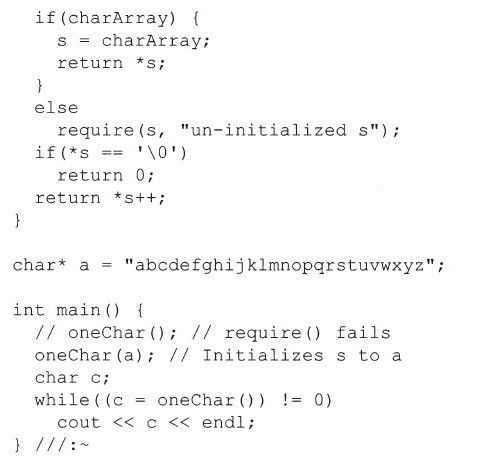 if(charArray) {
s = charArray;
return *s;
}
else
require(s, "un-initialized s");
if(*s == '\0')
return 0;
return *s++;
}
char* a = "abcdefghijklmnopqrstuvwxyz";
int main() {
// oneChar(); // require() fails
oneChar(a); // Initializes s to a
char c;
while((c = oneChar()) != 0)
cout << c << endl;
} ///:~